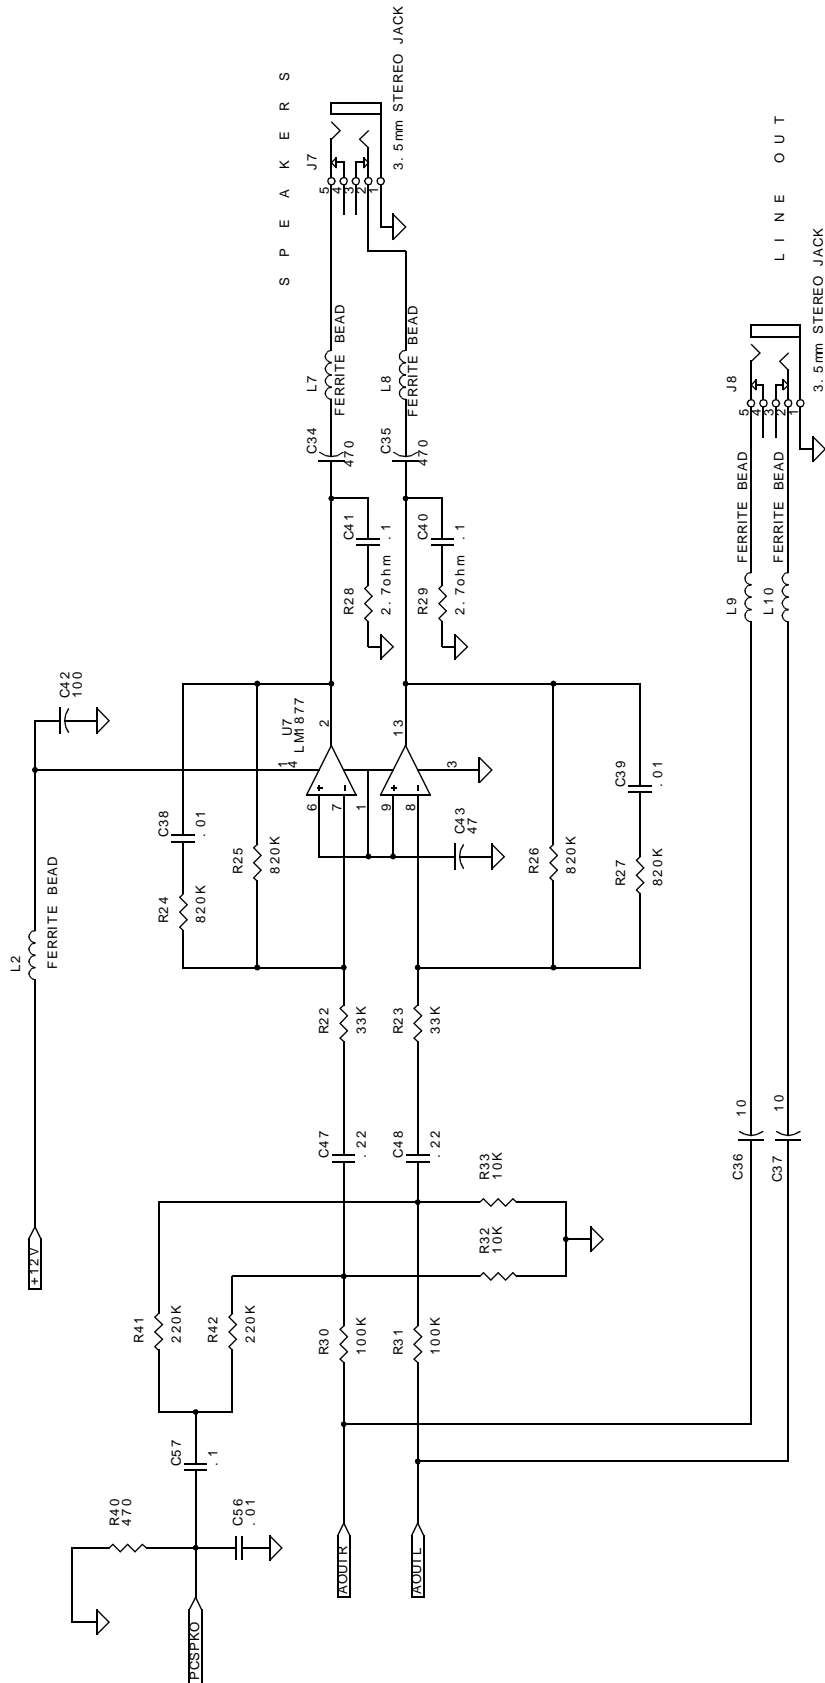 S P E A K E R S
J7
5
4
3
2
1
3.5mm STEREO JACK
L I N E O U T
J8
5
4
3
2
1
3.5mm STEREO JACK
L7
FERRITE BEAD
L8
FERRITE BEAD
C34
470
C35
470
C41
.1
C40
.1
R28
2.7ohm
R29
2.7ohm
L9
FERRITE BEAD
L10
FERRITE BEAD
C42
100
U7
LM1877
2
14
6
7
1
13
9
8
3
C43
47
C38
.01
R24
820K
R25
820K
R26
820K
C39
.01
R27
820K
L2
FERRITE BEAD
R22
33K
R23
33K
C47
.22
C48
.22
R33
10K
R32
10K
C36
10
C37
10
+12V
R41
220K
R42
220K
R30
100K
R31
100K
C57
.1
R40
470
C56
.01
PCSPKO
AOUTR
AOUTL